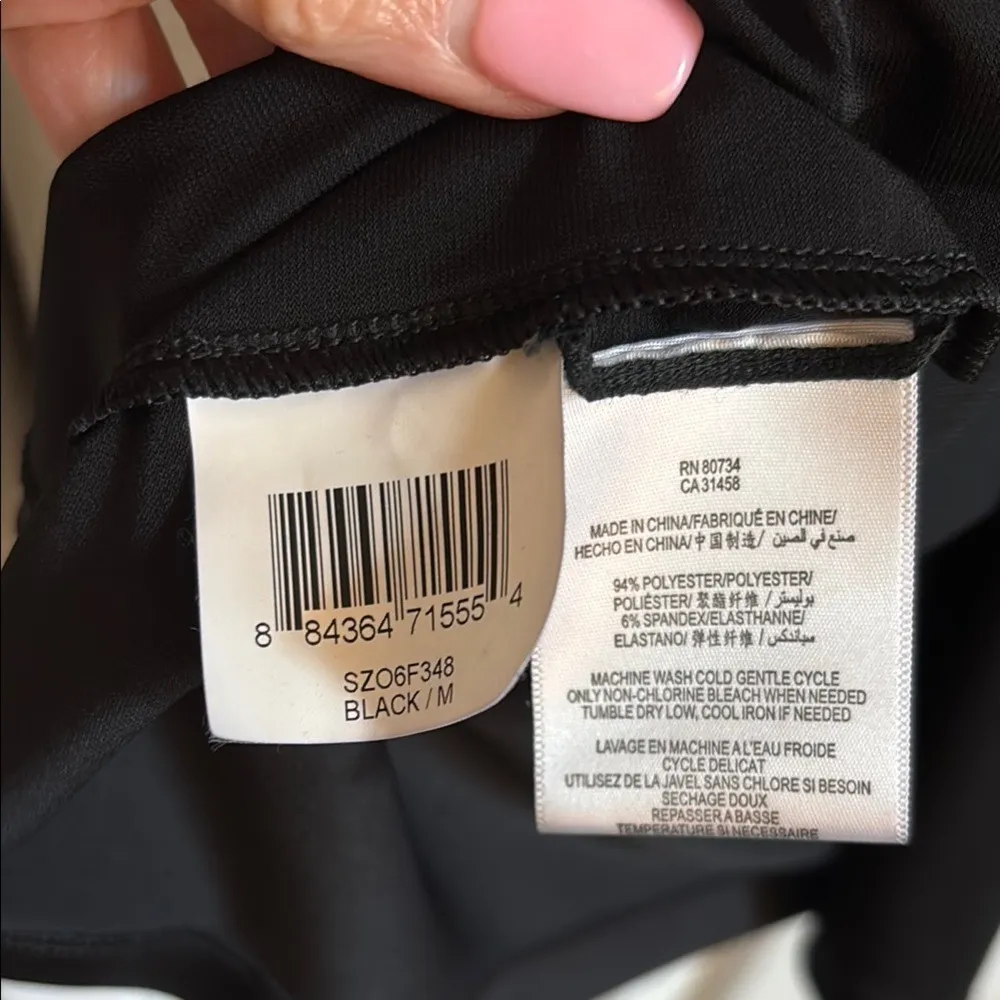 8 84364 71555 4
SZO6F348
BLACK / M
RN 80734
CA 31458
MADE IN CHINA/FABRIQUÉ EN CHINE/
HECHO EN CHINA/中国制造/ صنع في الصين
94% POLYESTER/POLYESTER/
POLIÉSTER/ 聚酯纤维 / بوليستر/
6% SPANDEX/ELASTHANNE/
ELASTANO/ 弹性纤维 / سباندكس/
MACHINE WASH COLD GENTLE CYCLE
ONLY NON-CHLORINE BLEACH WHEN NEEDED
TUMBLE DRY LOW, COOL IRON IF NEEDED
LAVAGE EN MACHINE A L'EAU FROIDE
CYCLE DELICAT
UTILISEZ DE LA JAVEL SANS CHLORE SI BESOIN
SECHAGE DOUX
REPASSER A BASSE
TEMPERATURE SI NECESSAIRE